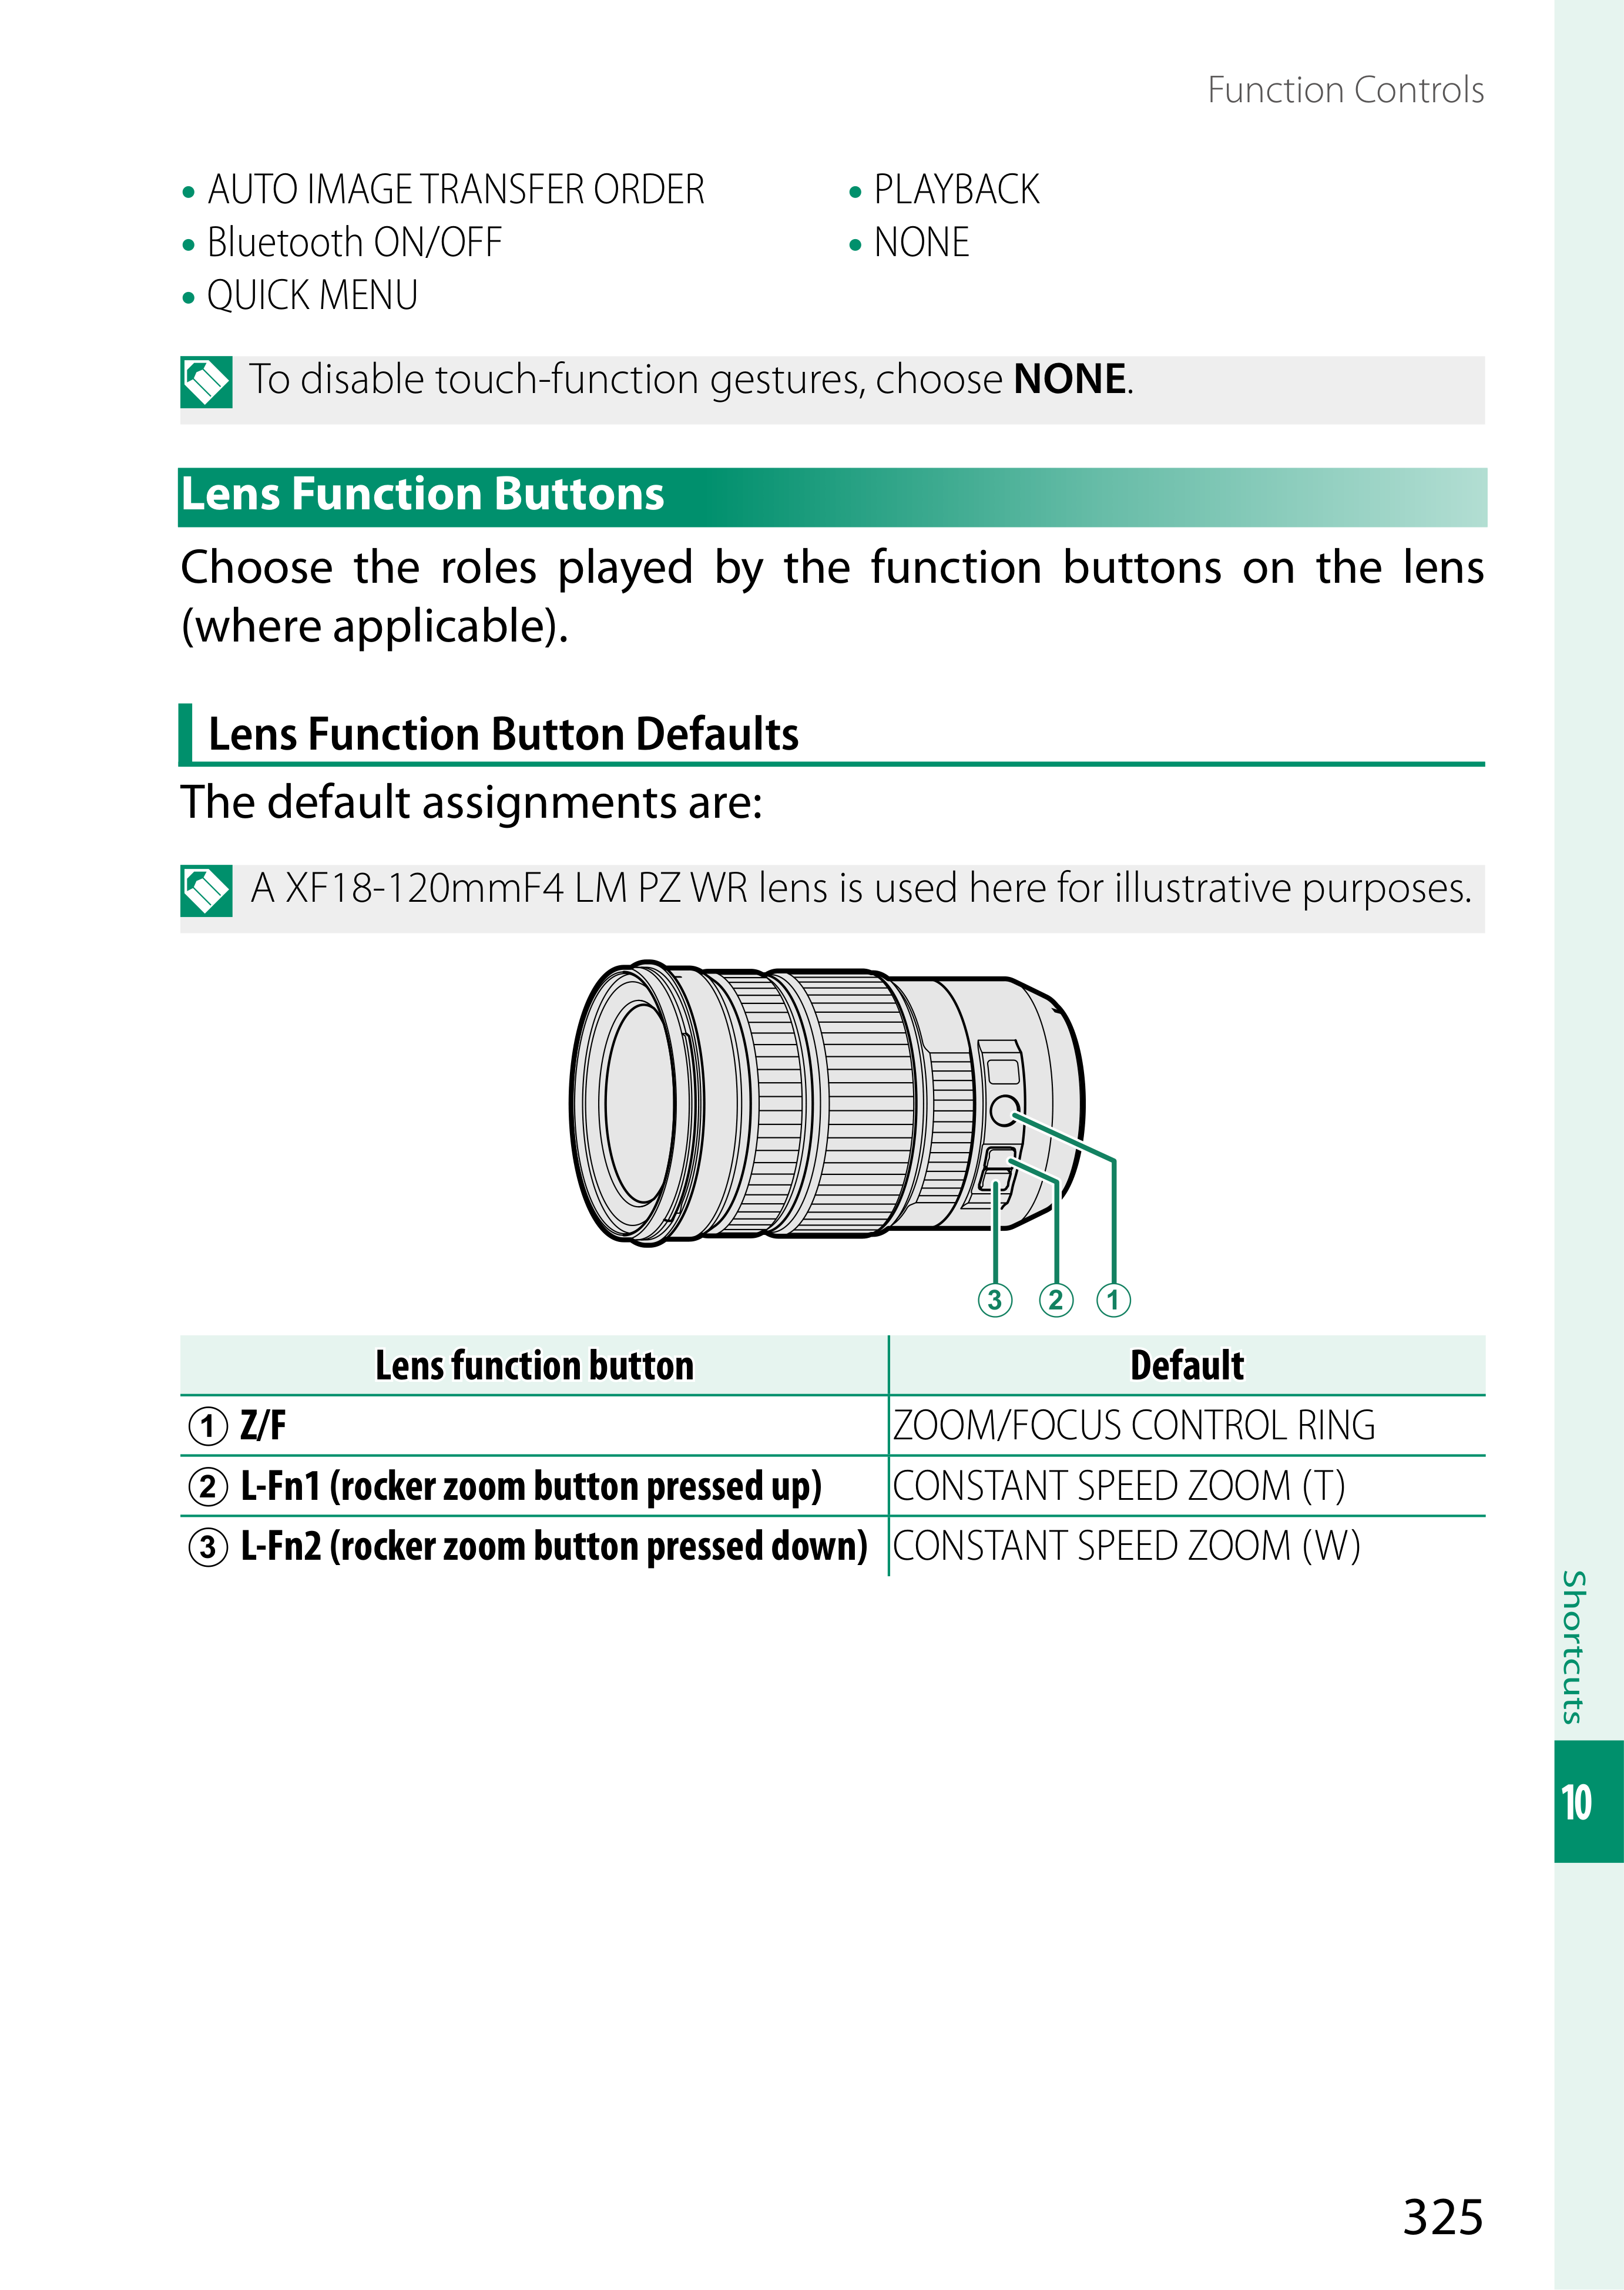 Function Controls
• AUTO IMAGE TRANSFER ORDER
• Bluetooth ON/OFF
• QUICK MENU
• PLAYBACK
• NONE
To disable touch-function gestures, choose NONE.
Lens Function Buttons
Choose the roles played by the function buttons on the lens
(where applicable).
Lens Function Button Defaults
The default assignments are:
A XF18-120mmF4 LM PZ WR lens is used here for illustrative purposes.
③ ② ①
Lens function button Default
① Z/F ZOOM/FOCUS CONTROL RING
② L-Fn1 (rocker zoom button pressed up) CONSTANT SPEED ZOOM (T)
③ L-Fn2 (rocker zoom button pressed down) CONSTANT SPEED ZOOM (W)
Shortcuts
10
325